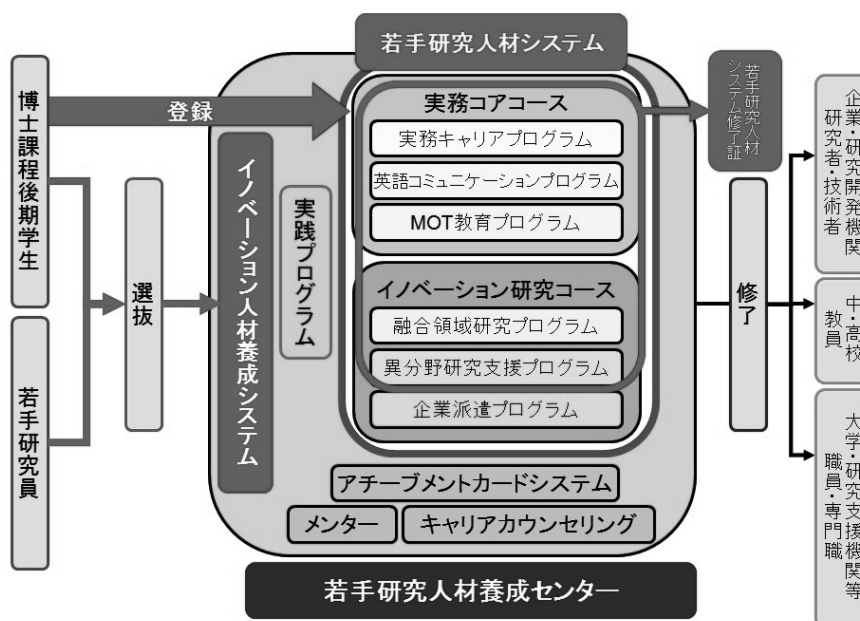 若手研究人材システム
博士課程後期学生
登録
若手研究員
選抜
イノベーション人材養成システム
実践プログラム
実務コアコース
実務キャリアプログラム
英語コミュニケーションプログラム
MOT教育プログラム
イノベーション研究コース
融合領域研究プログラム
異分野研究支援プログラム
企業派遣プログラム
アチーブメントカードシステム
メンター
キャリアカウンセリング
若手研究人材養成センター
若手研究人材
システム修了証
修了
企業・研究開発機関
研究者・技術者
中・高校
教員
大学・研究支援機関等
職員・専門職